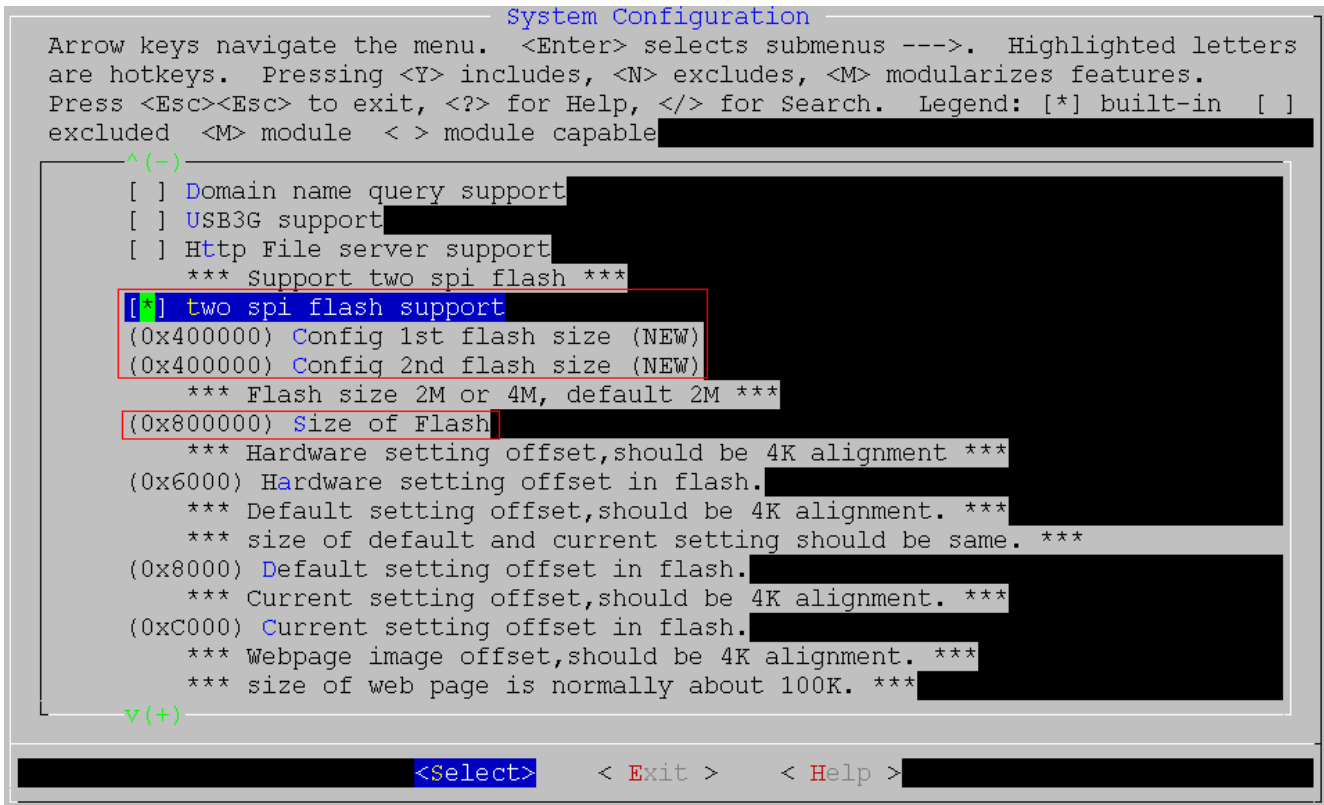 System Configuration
Arrow keys navigate the menu.  <Enter> selects submenus --->.  Highlighted letters
are hotkeys.  Pressing <Y> includes, <N> excludes, <M> modularizes features.
Press <Esc><Esc> to exit, <?> for Help, </> for Search.  Legend: [*] built-in  [ ]
excluded  <M> module  < > module capable
^(-)
[ ] Domain name query support
[ ] USB3G support
[ ] Http File server support
*** Support two spi flash ***
[*] two spi flash support
(0x400000) Config 1st flash size (NEW)
(0x400000) Config 2nd flash size (NEW)
*** Flash size 2M or 4M, default 2M ***
(0x800000) Size of Flash
*** Hardware setting offset,should be 4K alignment ***
(0x6000) Hardware setting offset in flash.
*** Default setting offset,should be 4K alignment. ***
*** size of default and current setting should be same. ***
(0x8000) Default setting offset in flash.
*** Current setting offset,should be 4K alignment. ***
(0xC000) Current setting offset in flash.
*** Webpage image offset,should be 4K alignment. ***
*** size of web page is normally about 100K. ***
v(+)
<Select>    < Exit >    < Help >